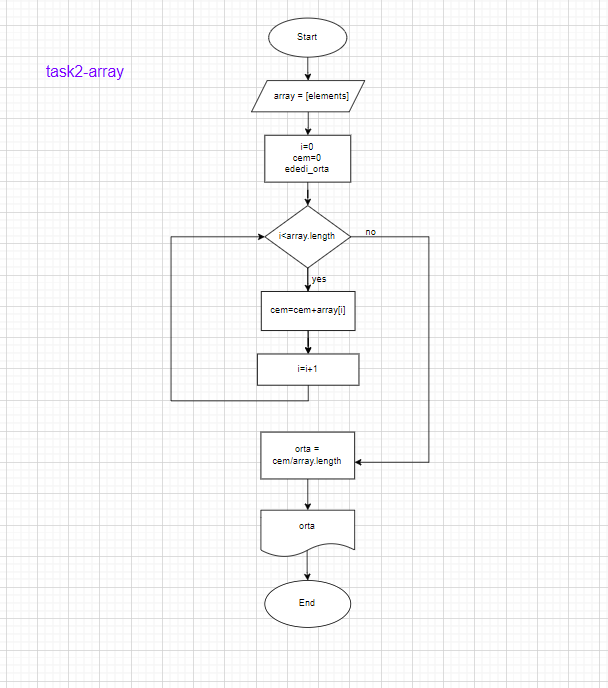 Start
task2-array
array = [elements]
i=0
cem=0
ededi_orta
i<array.length
no
yes
cem=cem+array[i]
i=i+1
orta =
cem/array.length
orta
End